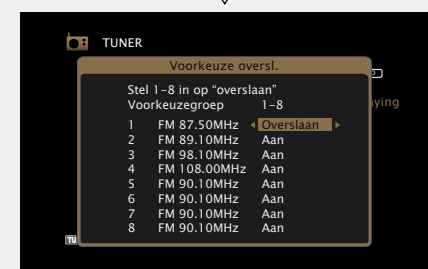 TUNER
Voorkeuze oversl.
Stel 1–8 in op “overslaan”
Voorkeuzegroep 1–8
1 FM 87.50MHz Overslaan
2 FM 89.10MHz Aan
3 FM 98.10MHz Aan
4 FM 108.00MHz Aan
5 FM 90.10MHz Aan
6 FM 90.10MHz Aan
7 FM 90.10MHz Aan
8 FM 90.10MHz Aan